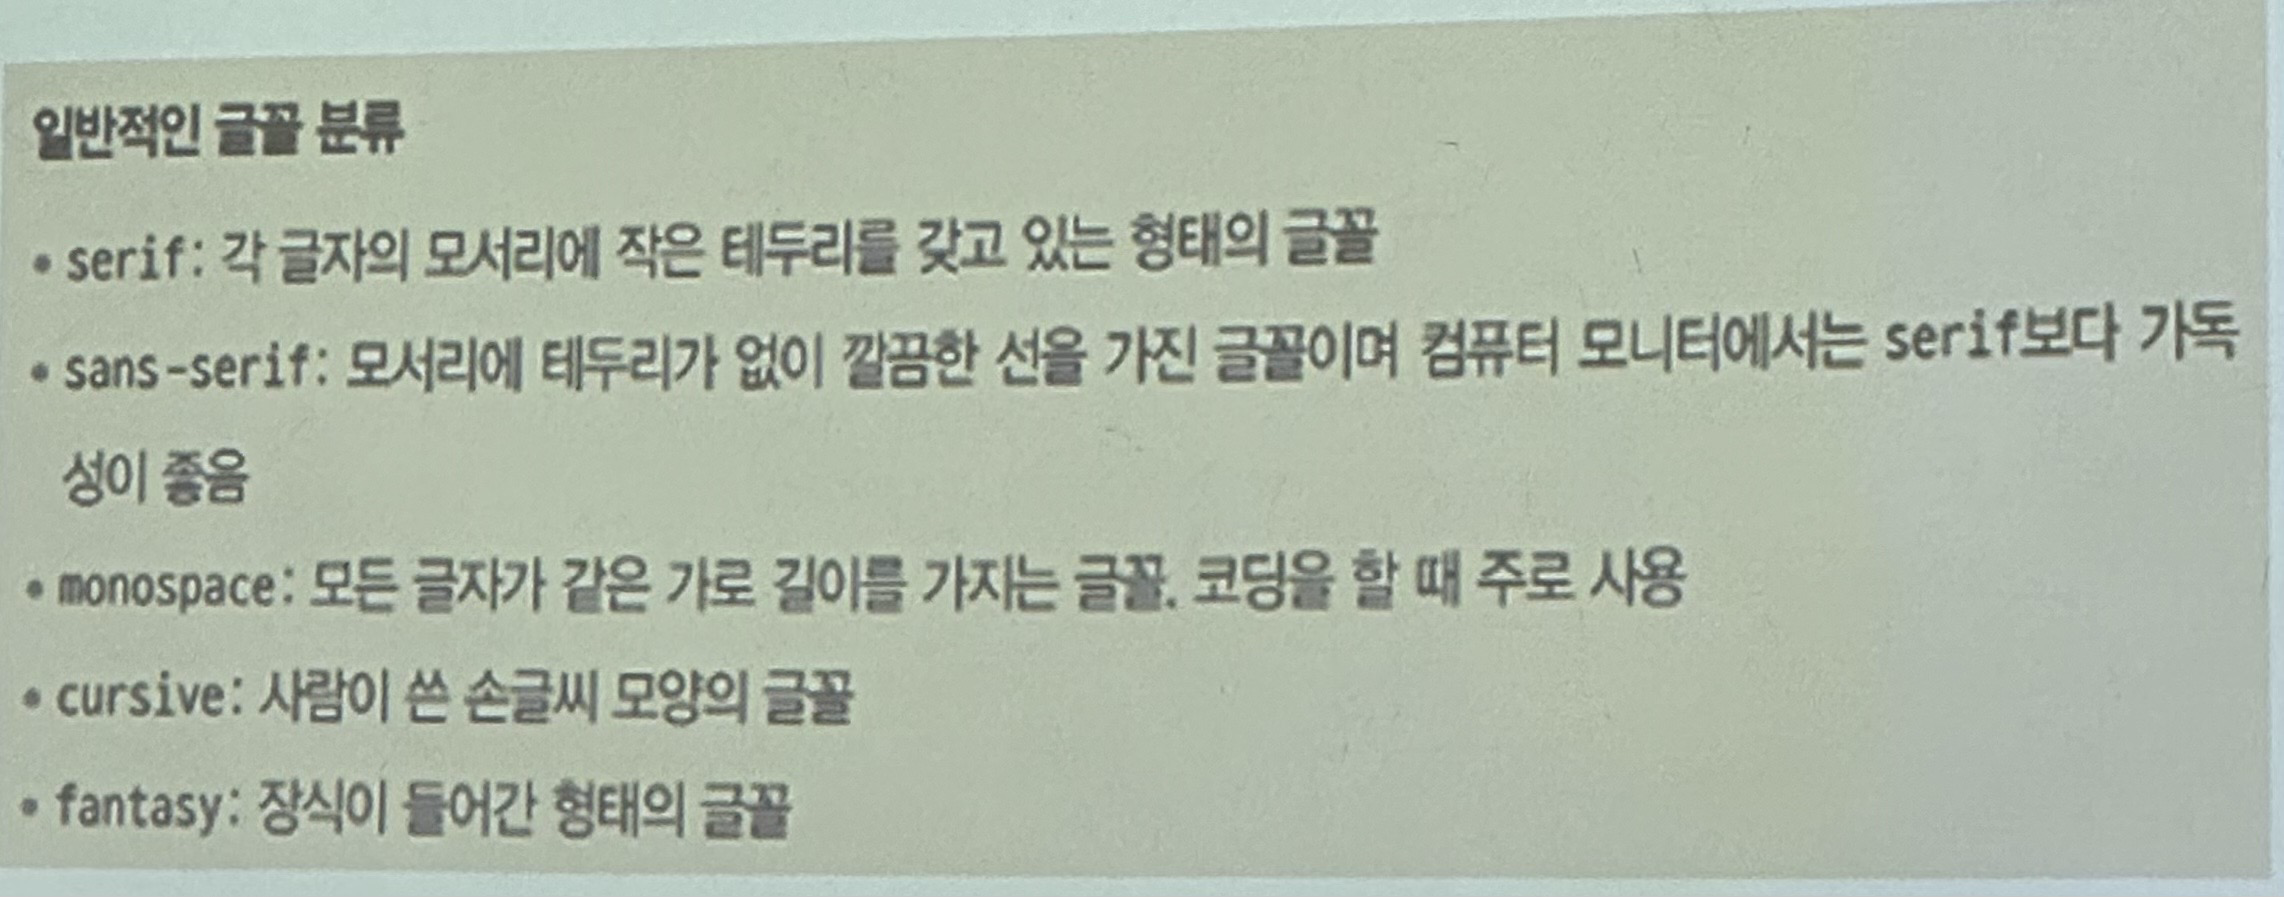 일반적인 글꼴 분류
• serif: 각 글자의 모서리에 작은 테두리를 갖고 있는 형태의 글꼴
• sans-serif: 모서리에 테두리가 없이 깔끔한 선을 가진 글꼴이며 컴퓨터 모니터에서는 serif보다 가독
성이 좋음
• monospace: 모든 글자가 같은 가로 길이를 가지는 글꼴. 코딩을 할 때 주로 사용
• cursive: 사람이 쓴 손글씨 모양의 글꼴
• fantasy: 장식이 들어간 형태의 글꼴